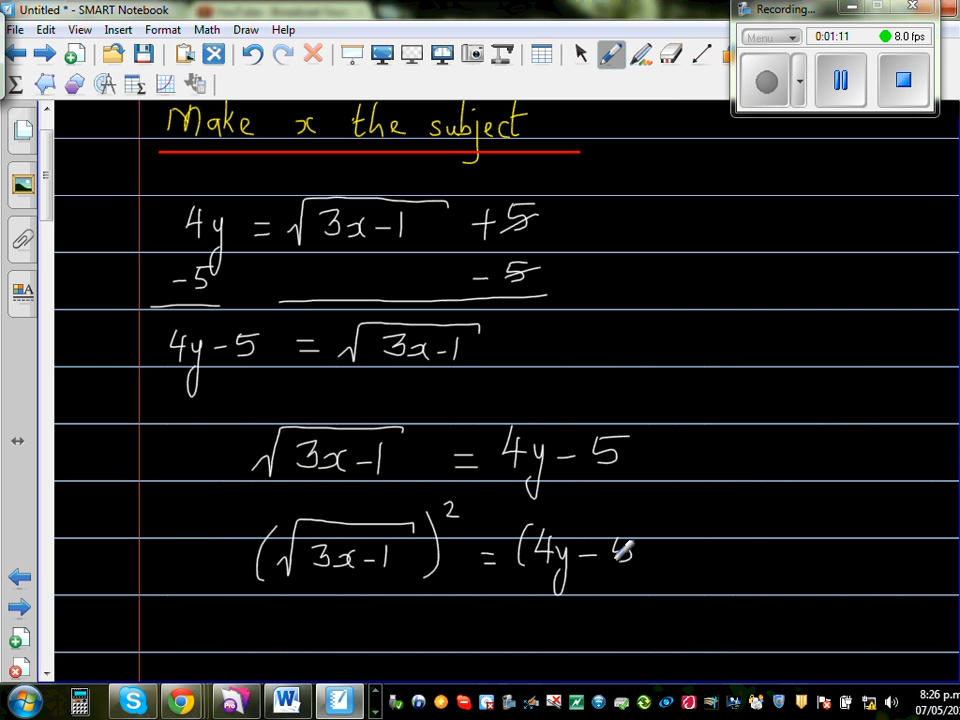 Untitled * - SMART Notebook
Recording...
File Edit View Insert Format Math Draw Help
Menu 0:01:11 8.0 fps
Make x the subject
4y = √(3x-1) + 5
-5 - 5
4y - 5 = √(3x-1)
√(3x-1) = 4y - 5
(√(3x-1))² = (4y - 5
8:26 p.m
07/05/20